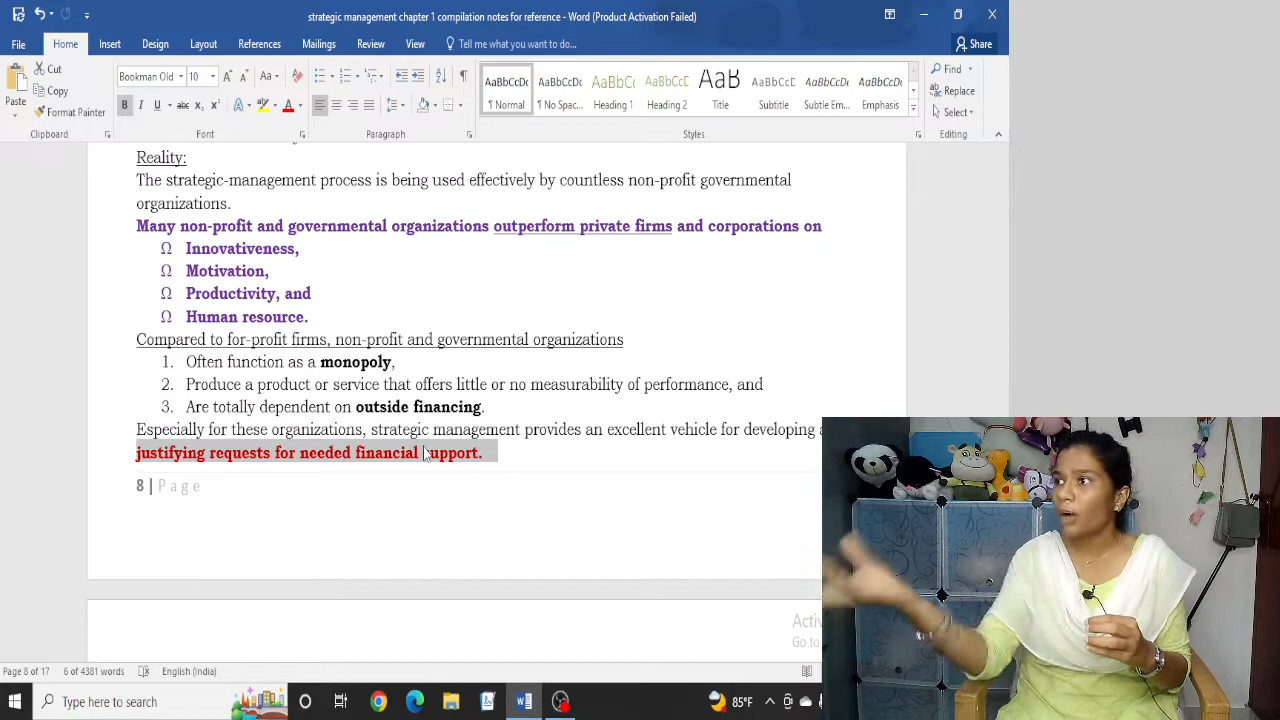 strategic management chapter 1 compilation notes for reference - Word (Product Activation Failed)
File Home Insert Design Layout References Mailings Review View Tell me what you want to do... Share
Paste
Cut
Copy
Format Painter
Bookman Old 10
AaBbCcDc AaBbCcDc AaBbCc AaBbCcE AaB AaBbCcD AaBbCcDc AaBbCcDc
¶ Normal ¶ No Spac... Heading 1 Heading 2 Title Subtitle Subtle Em... Emphasis
Find
Replace
Select
Clipboard Font Paragraph Styles Editing
Reality:
The strategic-management process is being used effectively by countless non-profit governmental
organizations.
Many non-profit and governmental organizations outperform private firms and corporations on
Ω Innovativeness,
Ω Motivation,
Ω Productivity, and
Ω Human resource.
Compared to for-profit firms, non-profit and governmental organizations
1. Often function as a monopoly,
2. Produce a product or service that offers little or no measurability of performance, and
3. Are totally dependent on outside financing.
Especially for these organizations, strategic management provides an excellent vehicle for developing
justifying requests for needed financial support.
8 | Page
Go to
Page 8 of 17 6 of 4381 words English (India)
Type here to search
85°F